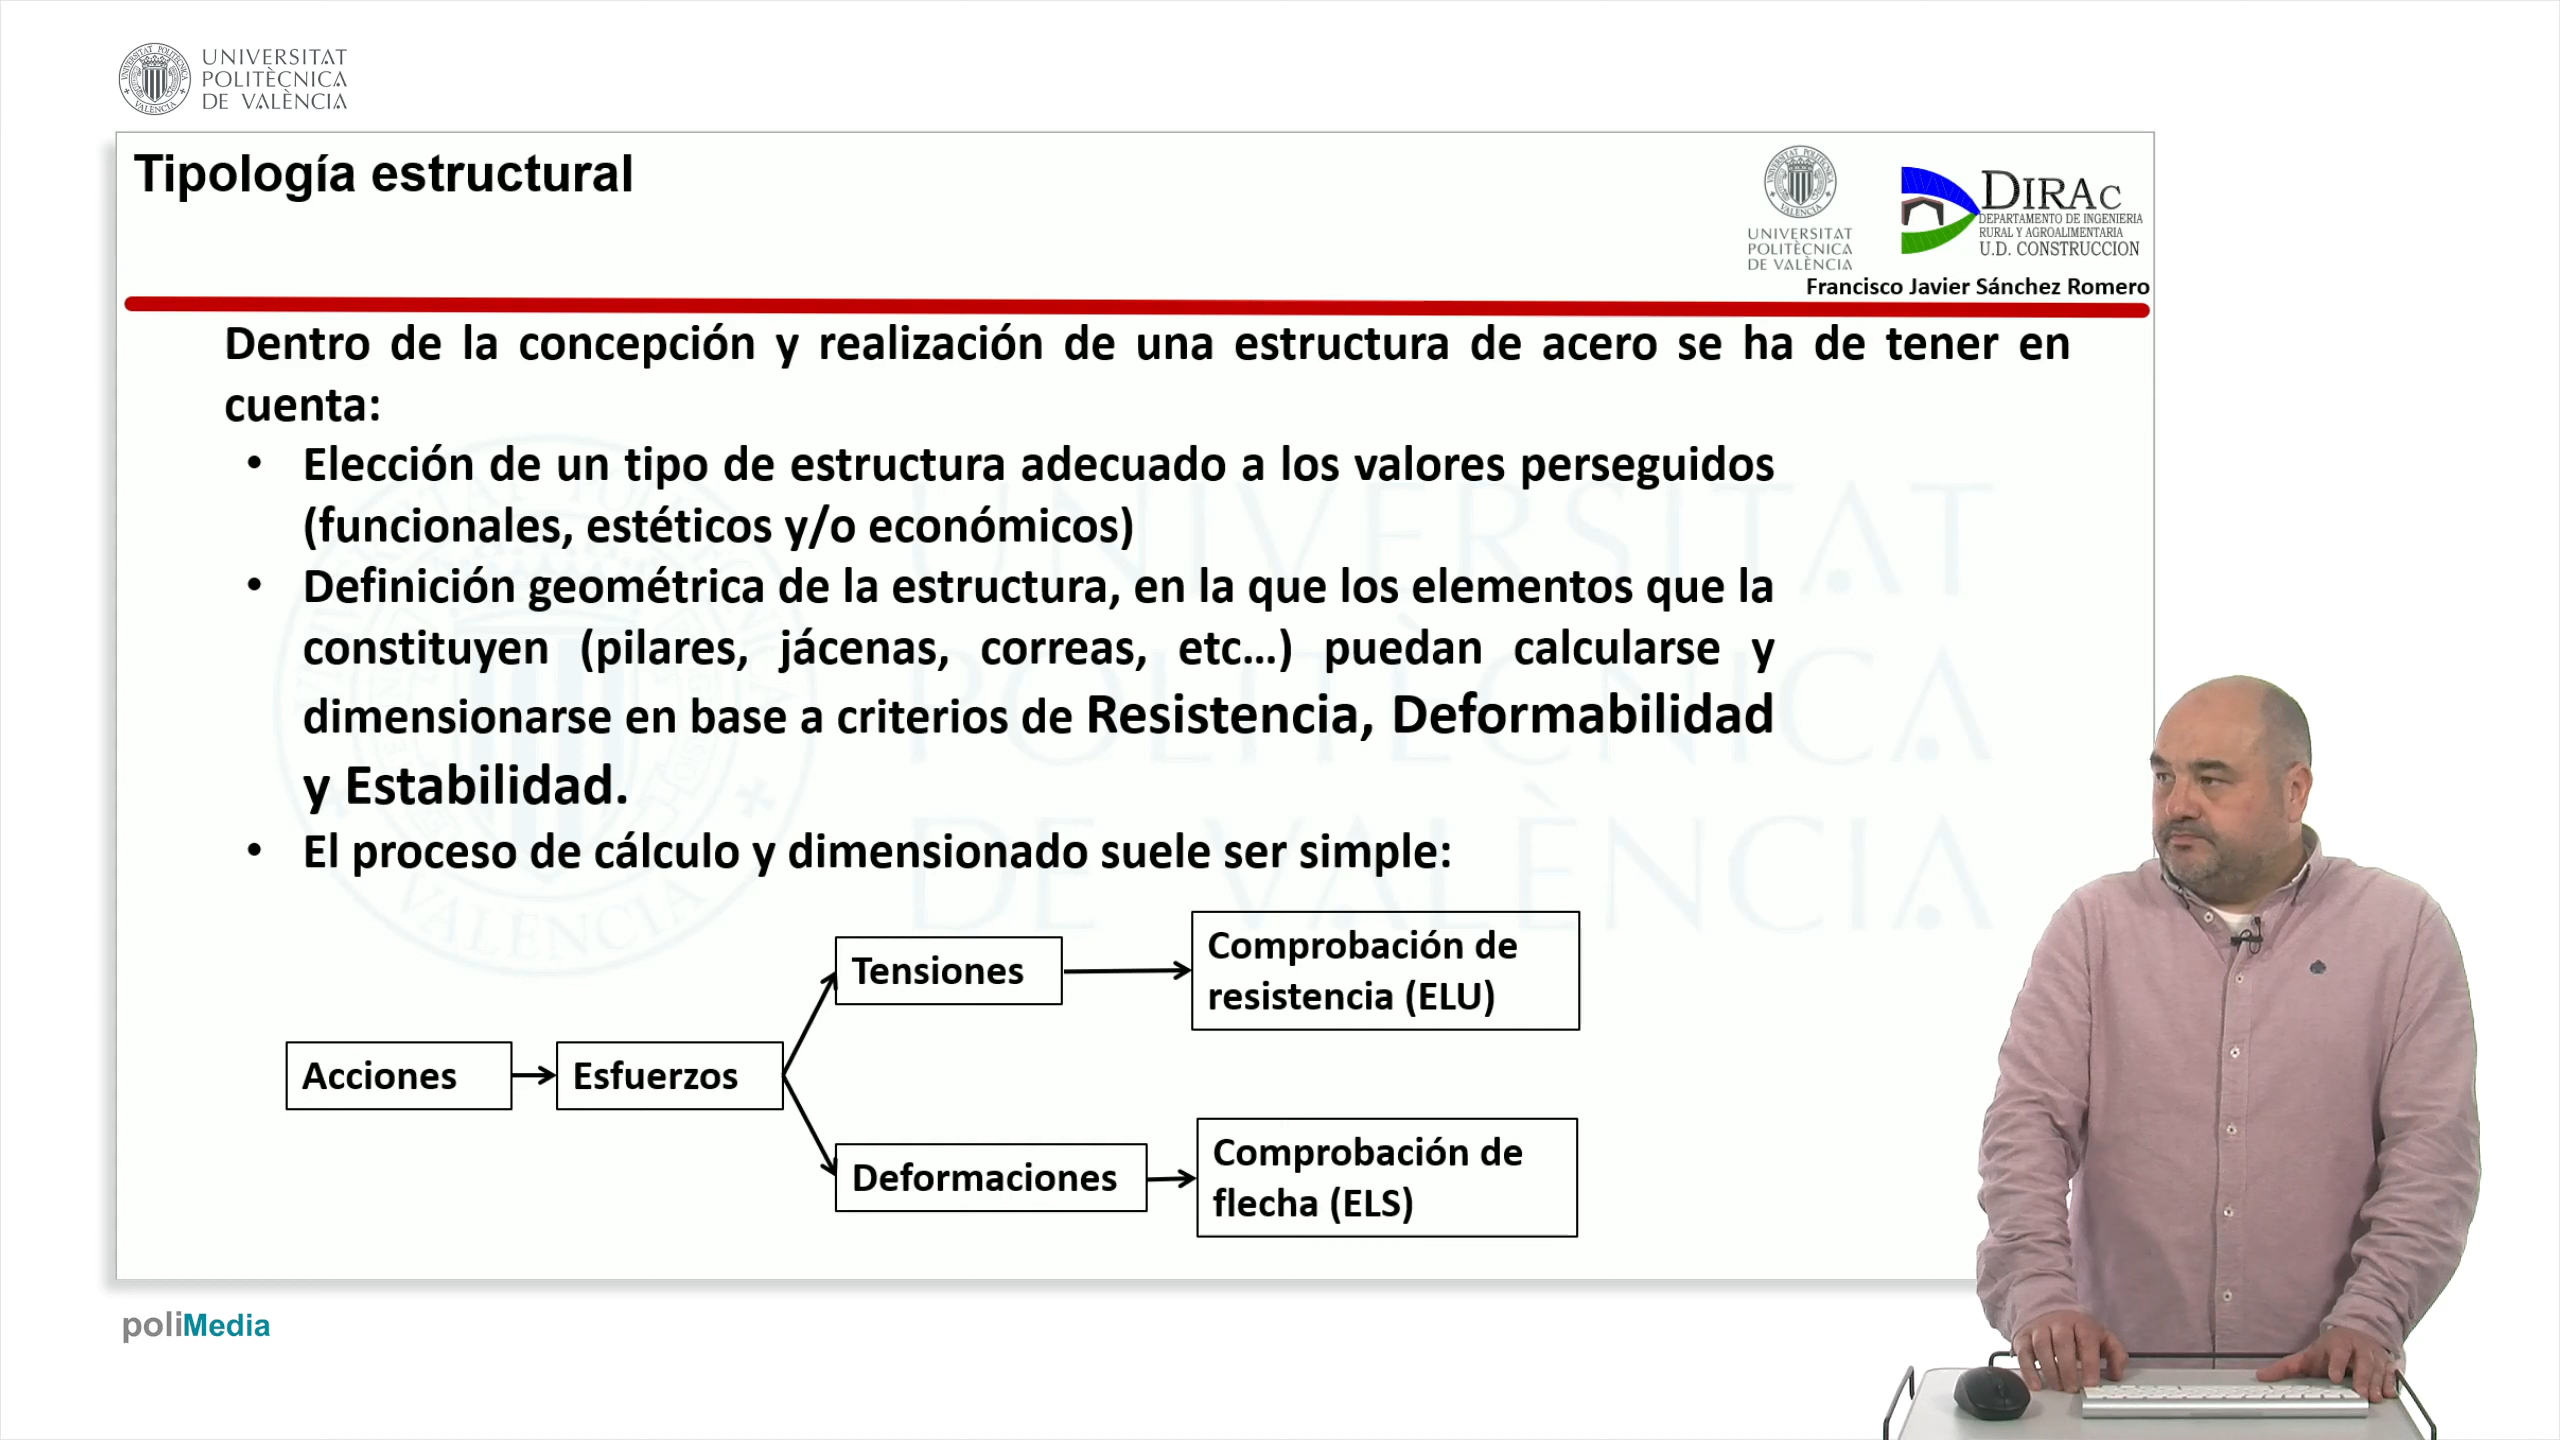 UNIVERSITAT
POLITÈCNICA
DE VALÈNCIA
Tipología estructural
UNIVERSITAT
POLITÈCNICA
DE VALÈNCIA
DIRAC
DEPARTAMENTO DE INGENIERIA
RURAL Y AGROALIMENTARIA
U.D. CONSTRUCCION
Francisco Javier Sánchez Romero
Dentro de la concepción y realización de una estructura de acero se ha de tener en
cuenta:
• Elección de un tipo de estructura adecuado a los valores perseguidos
(funcionales, estéticos y/o económicos)
• Definición geométrica de la estructura, en la que los elementos que la
constituyen (pilares, jácenas, correas, etc...) puedan calcularse y
dimensionarse en base a criterios de Resistencia, Deformabilidad
y Estabilidad.
• El proceso de cálculo y dimensionado suele ser simple:
Acciones
Esfuerzos
Tensiones
Comprobación de
resistencia (ELU)
Deformaciones
Comprobación de
flecha (ELS)
UNIVERSITAT
POLITÈCNICA
DE VALÈNCIA
VALÈNCIA
poliMedia